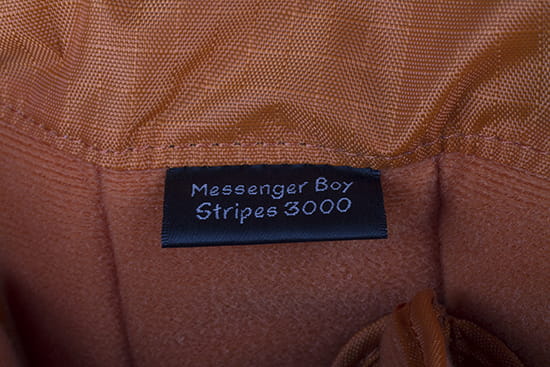 Messenger Boy
Stripes 3000